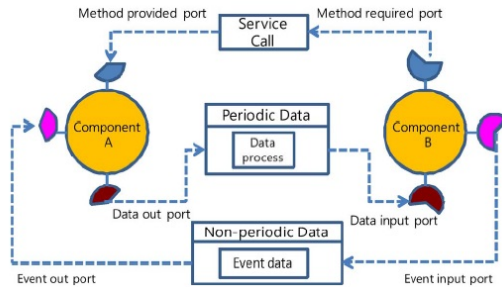 Method provided port
Service
Call
Method required port
Component
A
Periodic Data
Data
process
Component
B
Data out port
Data input port
Non-periodic Data
Event data
Event out port
Event input port